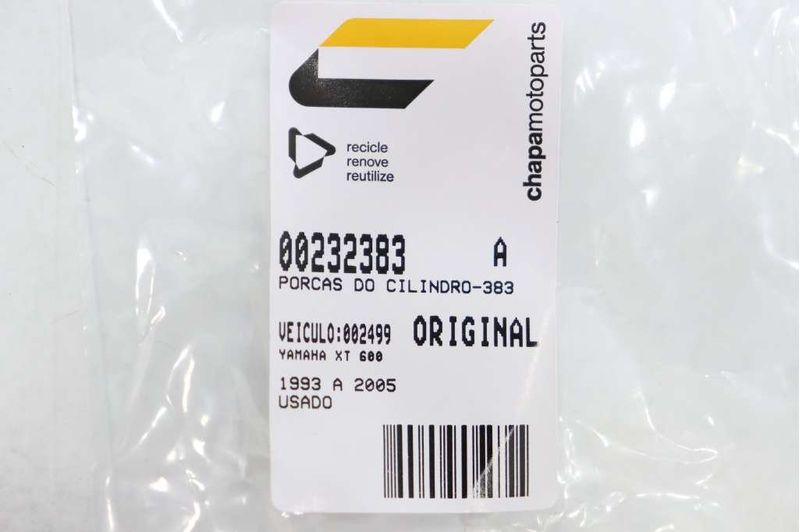 chapamotoparts
recicle
renove
reutilize
00232383 A
PORCAS DO CILINDRO-383
VEICULO:002499 ORIGINAL
YAMAHA XT 600
1993 A 2005
USADO